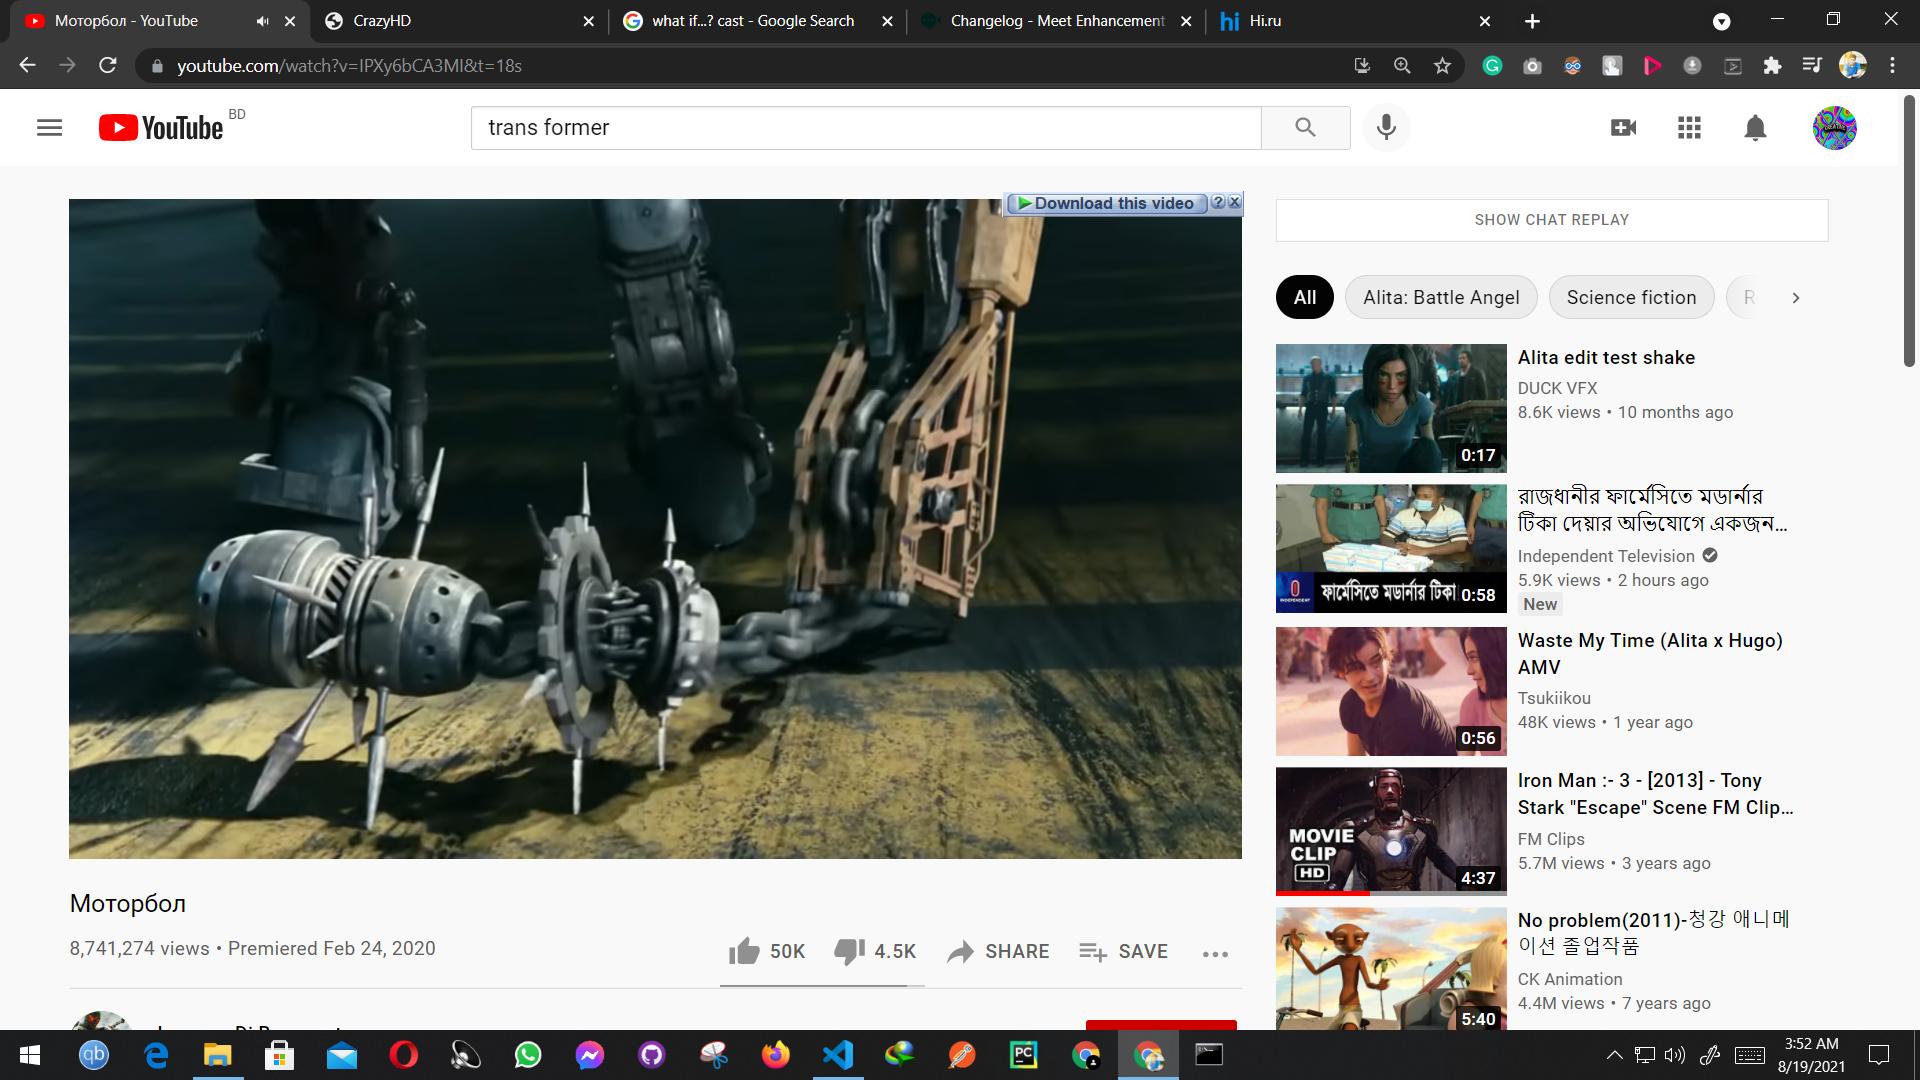 Моторбол - YouTube
CrazyHD
what if...? cast - Google Search
Changelog - Meet Enhancement
Hi.ru
youtube.com/watch?v=IPXy6bCA3MI&t=18s
YouTube BD
trans former
Download this video
SHOW CHAT REPLAY
All
Alita: Battle Angel
Science fiction
R
Alita edit test shake
DUCK VFX
8.6K views • 10 months ago
0:17
রাজধানীর ফার্মেসিতে মডার্নার
টিকা দেয়ার অভিযোগে একজন...
Independent Television
5.9K views • 2 hours ago
New
INDEPENDENT
ফার্মেসিতে মডার্নার টিকা
0:58
Waste My Time (Alita x Hugo)
AMV
Tsukiikou
48K views • 1 year ago
0:56
Iron Man :- 3 - [2013] - Tony
Stark "Escape" Scene FM Clip...
FM Clips
5.7M views • 3 years ago
MOVIE
CLIP
HD
4:37
No problem(2011)-청강 애니메
이션 졸업작품
CK Animation
4.4M views • 7 years ago
5:40
Моторбол
8,741,274 views • Premiered Feb 24, 2020
50K
4.5K
SHARE
SAVE
3:52 AM
8/19/2021